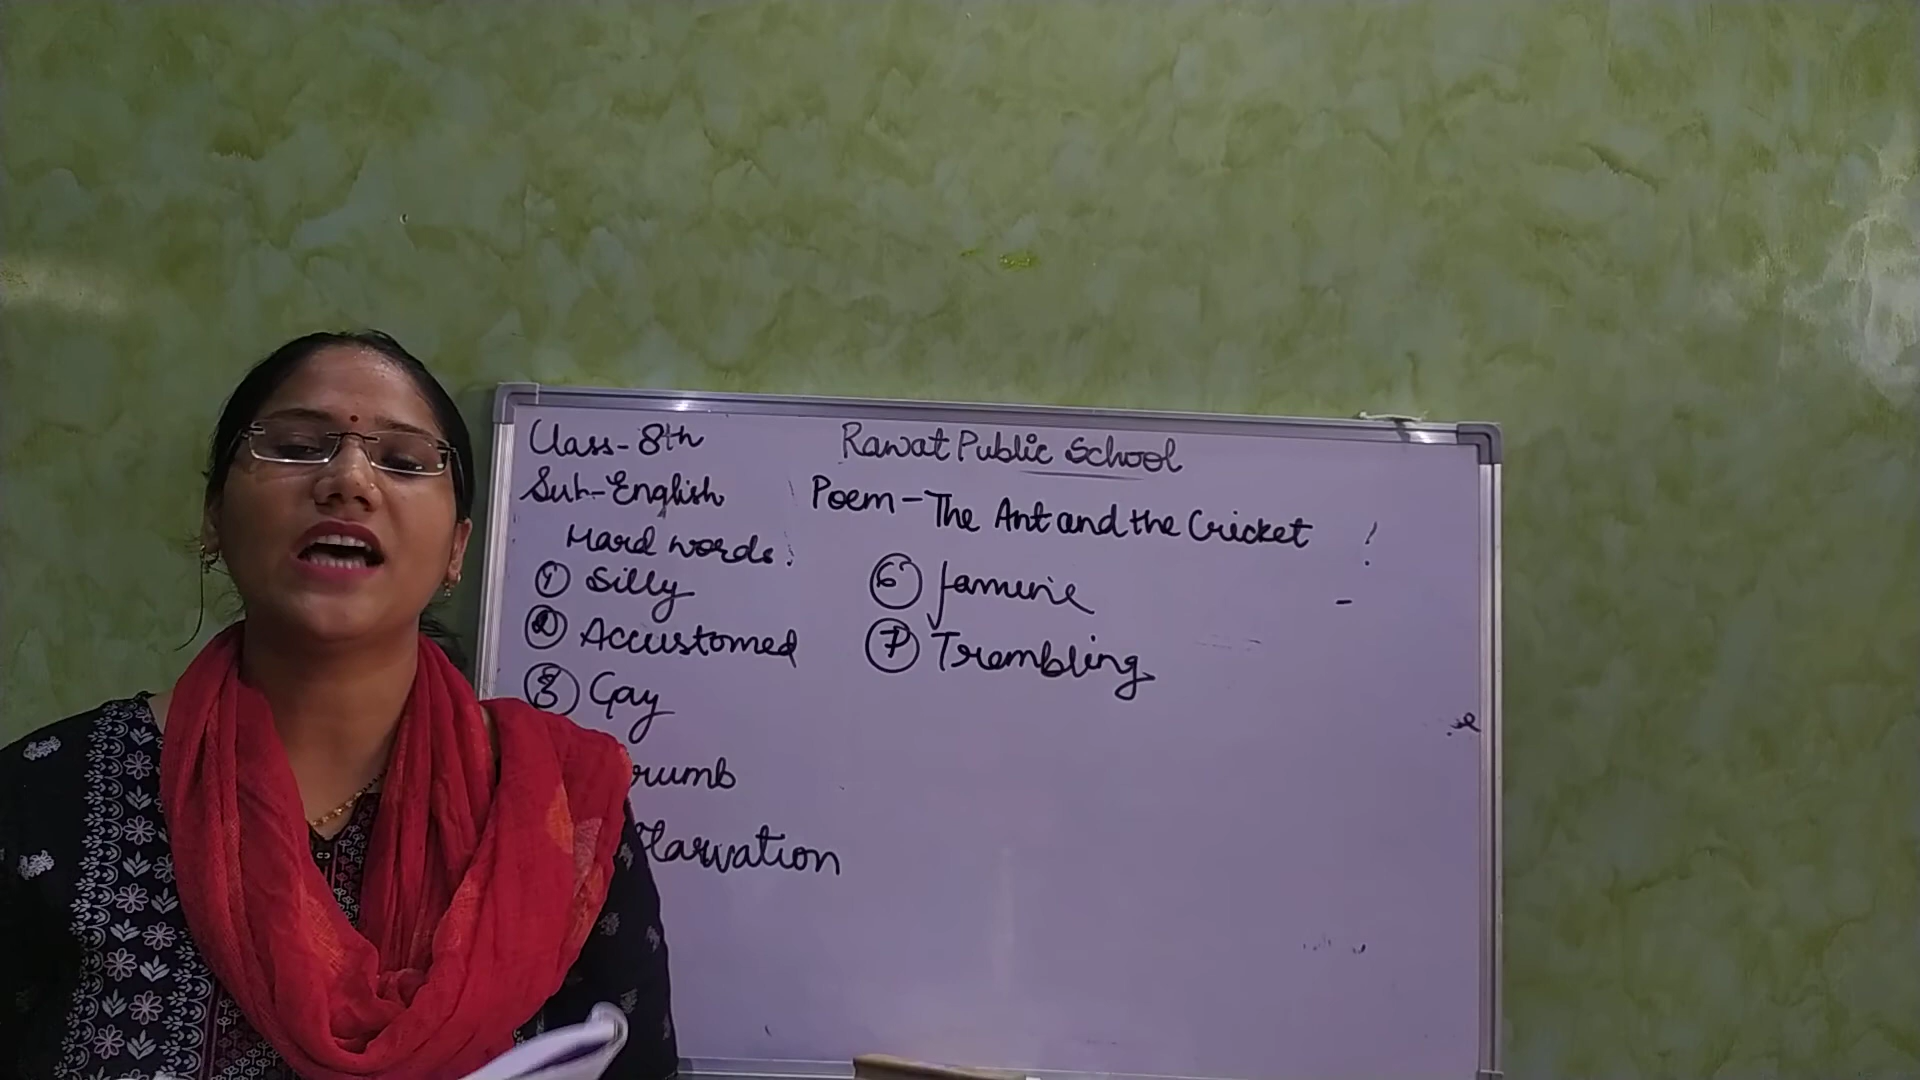 Class-8th
Rawat Public School
Sub-English
Poem-The Ant and the Cricket
Hard words:
① Silly
② Accustomed
③ Gay
rumb
tarvation
⑥ famine
⑦ Trembling